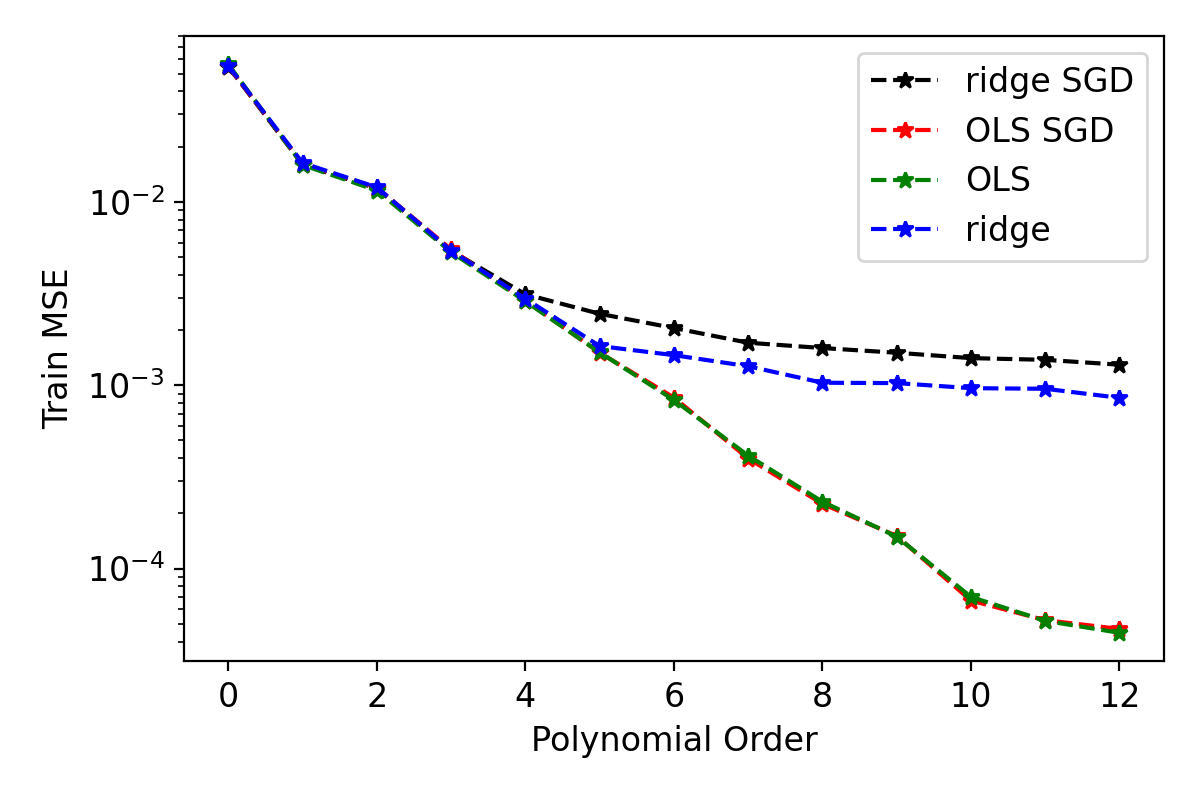 ridge SGD
OLS SGD
OLS
ridge
10⁻²
10⁻³
10⁻⁴
Train MSE
0 2 4 6 8 10 12
Polynomial Order